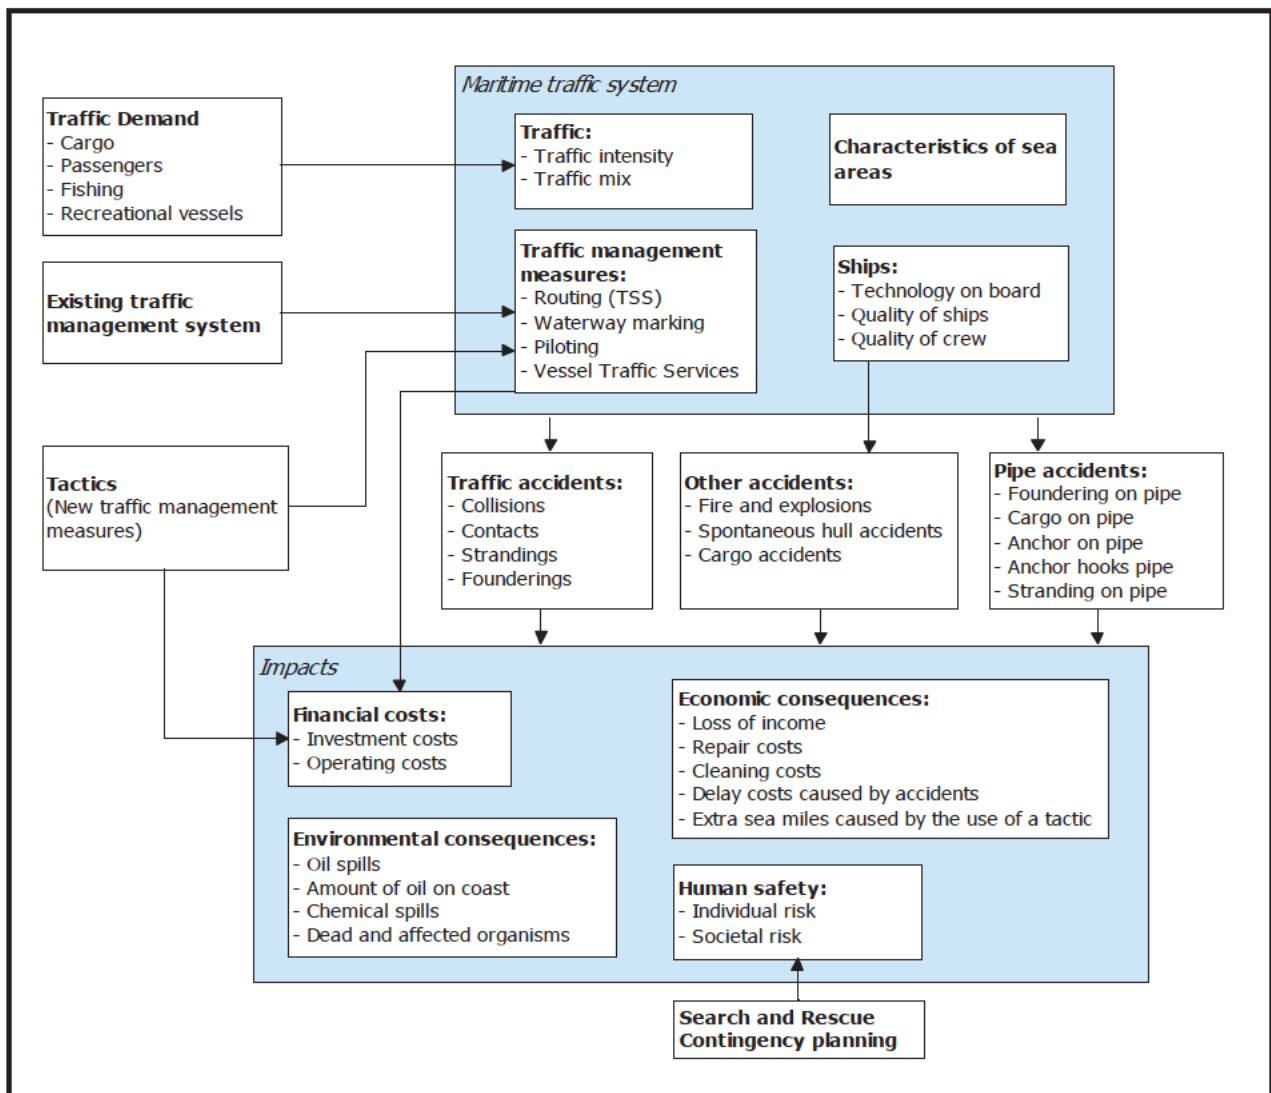 Maritime traffic system
Traffic Demand
- Cargo
- Passengers
- Fishing
- Recreational vessels
Traffic:
- Traffic intensity
- Traffic mix
Characteristics of sea
areas
Existing traffic
management system
Traffic management
measures:
- Routing (TSS)
- Waterway marking
- Piloting
- Vessel Traffic Services
Ships:
- Technology on board
- Quality of ships
- Quality of crew
Tactics
(New traffic management
measures)
Traffic accidents:
- Collisions
- Contacts
- Strandings
- Founderings
Other accidents:
- Fire and explosions
- Spontaneous hull accidents
- Cargo accidents
Pipe accidents:
- Foundering on pipe
- Cargo on pipe
- Anchor on pipe
- Anchor hooks pipe
- Stranding on pipe
Impacts
Financial costs:
- Investment costs
- Operating costs
Economic consequences:
- Loss of income
- Repair costs
- Cleaning costs
- Delay costs caused by accidents
- Extra sea miles caused by the use of a tactic
Environmental consequences:
- Oil spills
- Amount of oil on coast
- Chemical spills
- Dead and affected organisms
Human safety:
- Individual risk
- Societal risk
Search and Rescue
Contingency planning